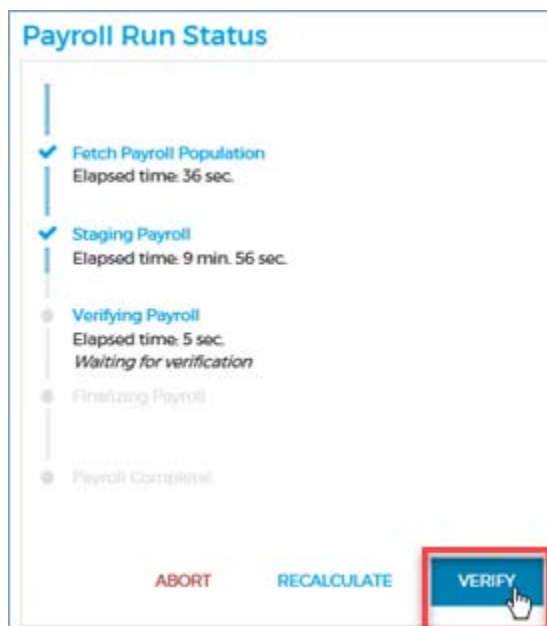 Payroll Run Status
Fetch Payroll Population
Elapsed time: 36 sec.
Staging Payroll
Elapsed time: 9 min. 56 sec.
Verifying Payroll
Elapsed time: 5 sec.
Waiting for verification
Finalizing Payroll
Payroll Complete
ABORT RECALCULATE VERIFY